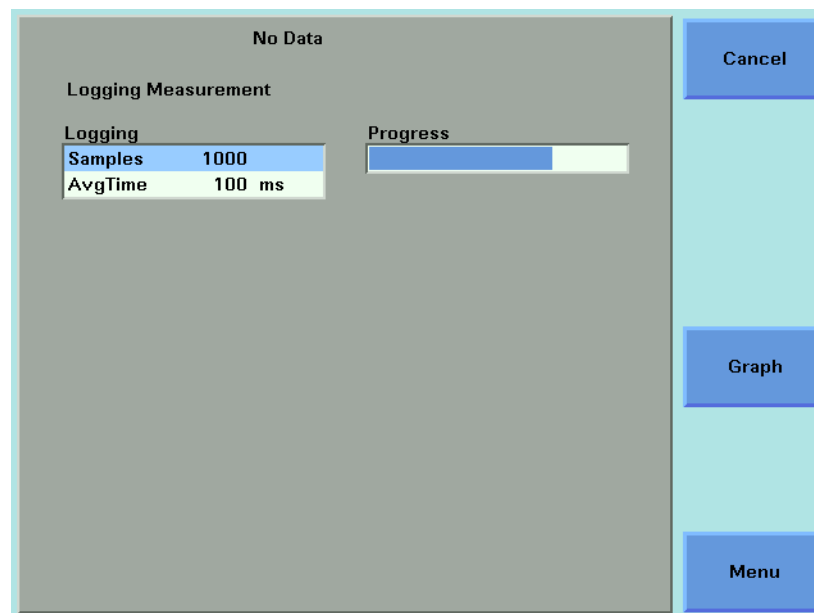 No Data
Cancel
Logging Measurement
Logging
Progress
Samples 1000
AvgTime 100 ms
Graph
Menu